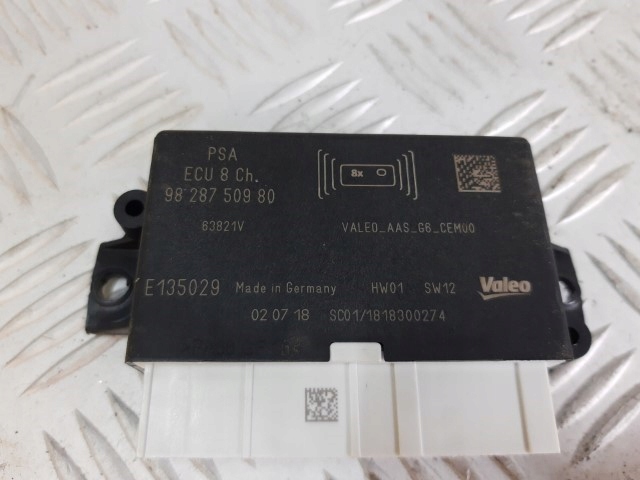 PSA
ECU 8 Ch.
98 287 509 80
8x
63821V
VALEO_AAS_G6_CEM00
E135029
Made in Germany
HW01 SW12
Valeo
02 07 18
SC01/1818300274